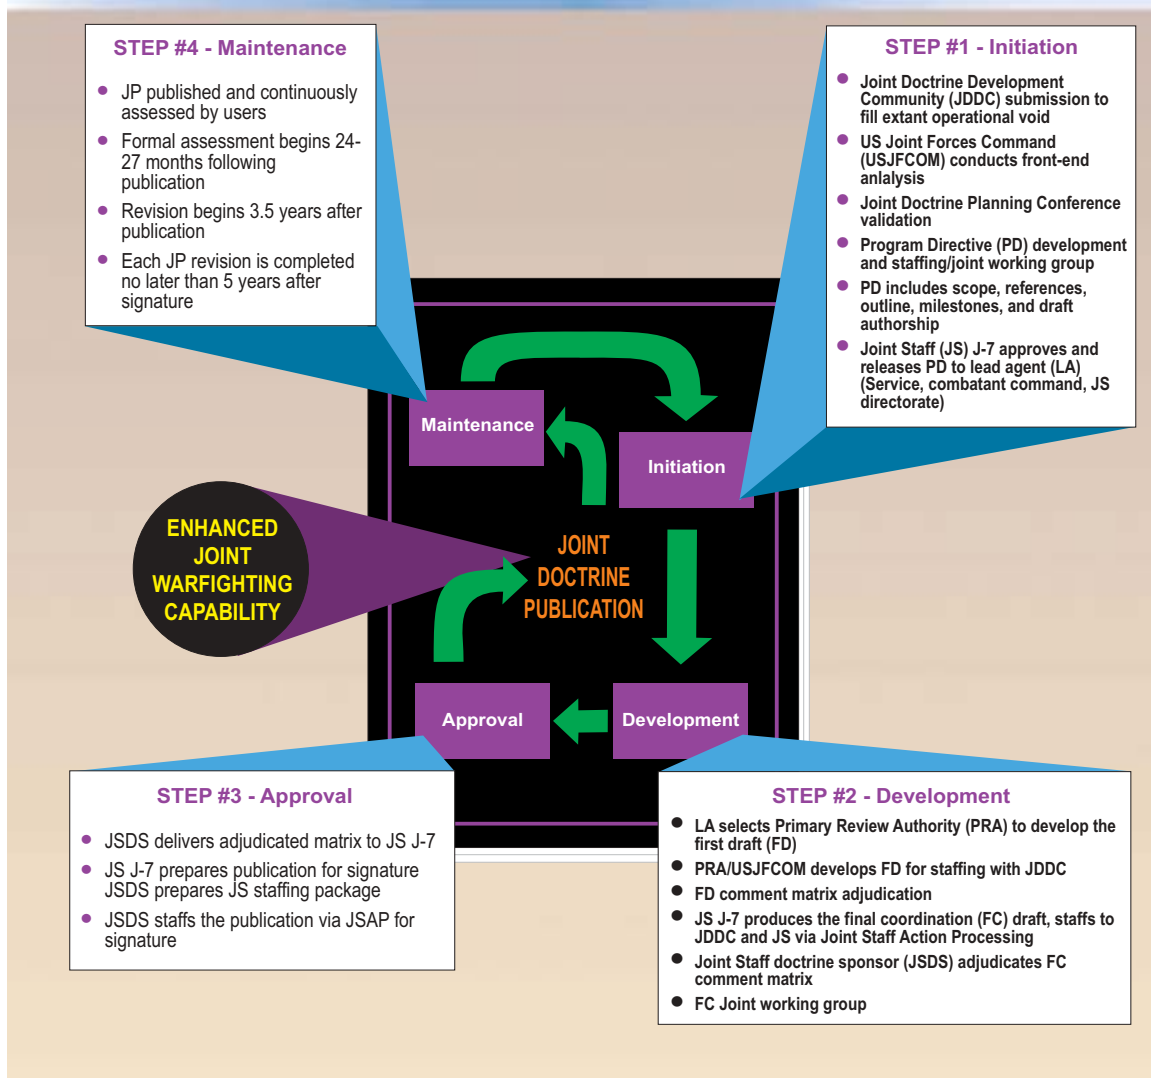 STEP #4 - Maintenance
• JP published and continuously
assessed by users
• Formal assessment begins 24-
27 months following
publication
• Revision begins 3.5 years after
publication
• Each JP revision is completed
no later than 5 years after
signature
STEP #1 - Initiation
• Joint Doctrine Development
Community (JDDC) submission to
fill extant operational void
• US Joint Forces Command
(USJFCOM) conducts front-end
anlalysis
• Joint Doctrine Planning Conference
validation
• Program Directive (PD) development
and staffing/joint working group
• PD includes scope, references,
outline, milestones, and draft
authorship
• Joint Staff (JS) J-7 approves and
releases PD to lead agent (LA)
(Service, combatant command, JS
directorate)
Maintenance
Initiation
ENHANCED
JOINT
WARFIGHTING
CAPABILITY
JOINT
DOCTRINE
PUBLICATION
Approval
Development
STEP #3 - Approval
• JSDS delivers adjudicated matrix to JS J-7
• JS J-7 prepares publication for signature
JSDS prepares JS staffing package
• JSDS staffs the publication via JSAP for
signature
STEP #2 - Development
• LA selects Primary Review Authority (PRA) to develop the
first draft (FD)
• PRA/USJFCOM develops FD for staffing with JDDC
• FD comment matrix adjudication
• JS J-7 produces the final coordination (FC) draft, staffs to
JDDC and JS via Joint Staff Action Processing
• Joint Staff doctrine sponsor (JSDS) adjudicates FC
comment matrix
• FC Joint working group